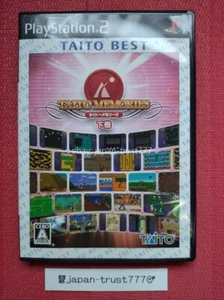 PlayStation 2
TAITO BEST
TAITO MEMORIES
タイトーメモリーズ
下巻
CERO
A
TAITO
japan-trust777